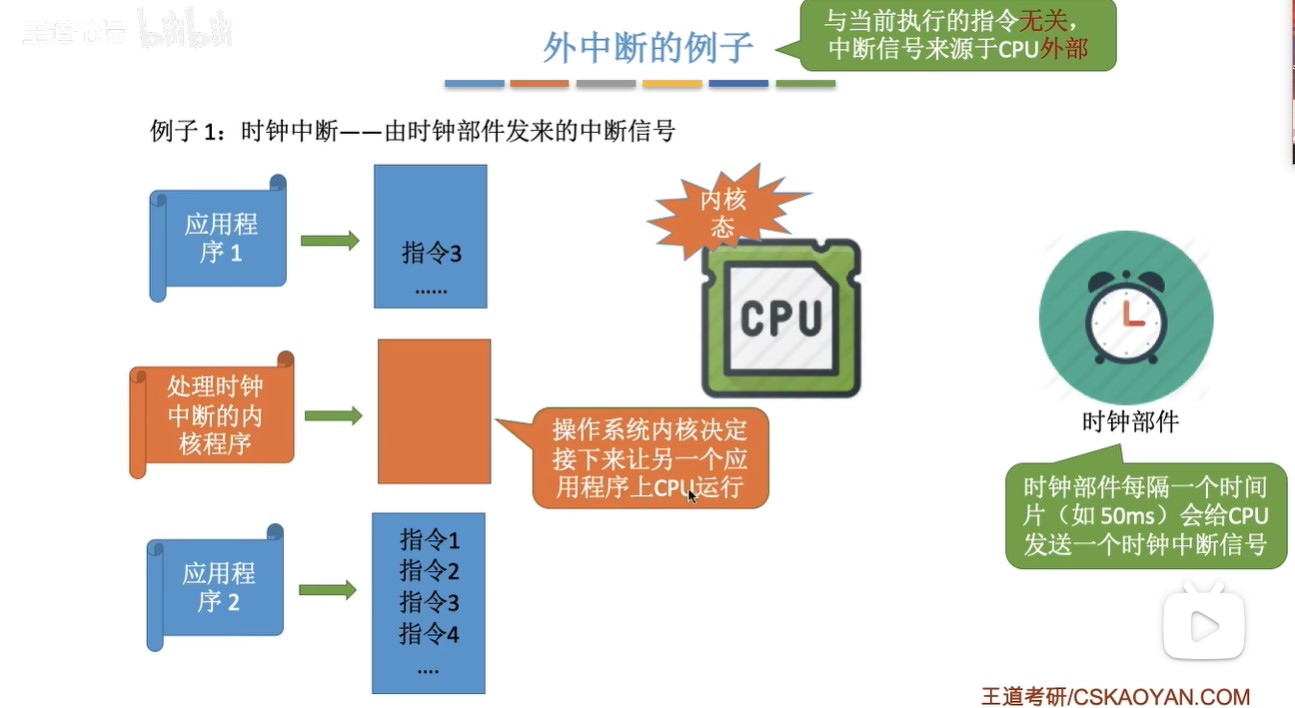 王道论坛 bilibili
外中断的例子
与当前执行的指令无关，
中断信号来源于CPU外部
例子 1：时钟中断——由时钟部件发来的中断信号
应用程
序 1
指令3
......
内核
态
CPU
时钟部件
处理时钟
中断的内
核程序
操作系统内核决定
接下来让另一个应
用程序上CPU运行
时钟部件每隔一个时间
片（如 50ms）会给CPU
发送一个时钟中断信号
应用程
序 2
指令1
指令2
指令3
指令4
....
王道考研/CSKAOYAN.COM